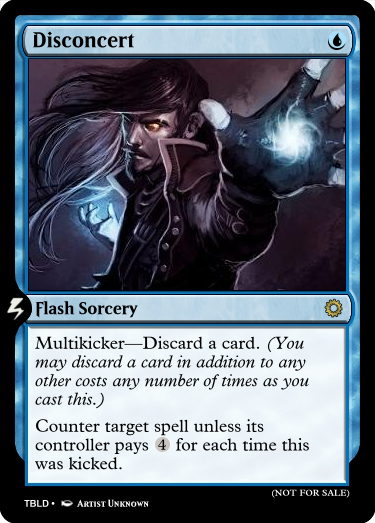 Disconcert
Flash Sorcery
Multikicker—Discard a card. (You
may discard a card in addition to any
other costs any number of times as you
cast this.)
Counter target spell unless its
controller pays 4 for each time this
was kicked.
(NOT FOR SALE)
TBLD • Artist Unknown